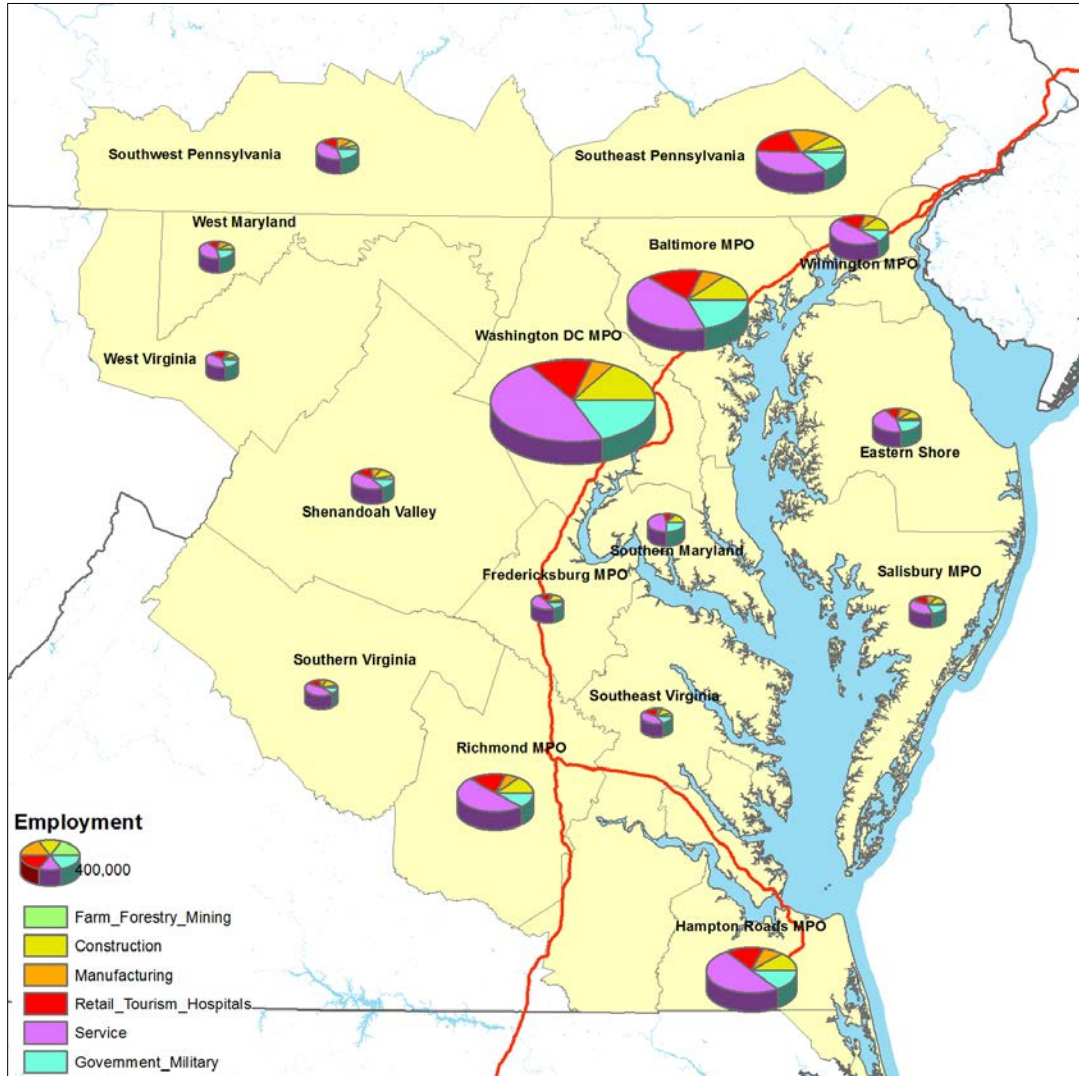 Southwest Pennsylvania
Southeast Pennsylvania
West Maryland
Baltimore MPO
Wilmington MPO
Washington DC MPO
West Virginia
Eastern Shore
Shenandoah Valley
Southern Maryland
Fredericksburg MPO
Salisbury MPO
Southern Virginia
Southeast Virginia
Richmond MPO
Hampton Roads MPO
Employment
400,000
Farm_Forestry_Mining
Construction
Manufacturing
Retail_Tourism_Hospitals
Service
Government_Military